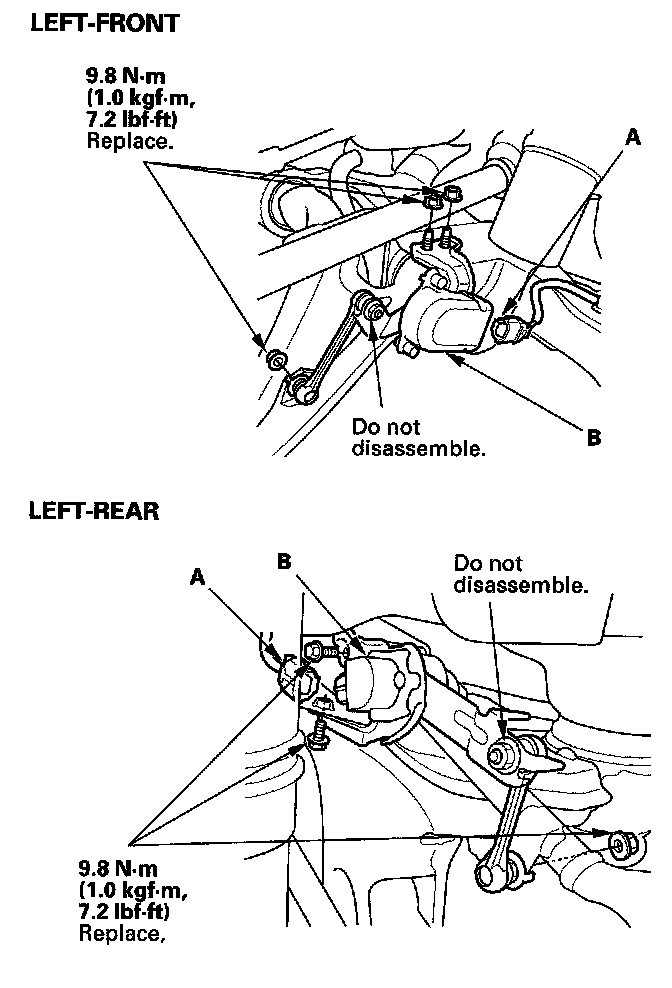 LEFT-FRONT
9.8 N·m
(1.0 kgf·m,
7.2 lbf·ft)
Replace.
A
Do not
disassemble.
B
LEFT-REAR
A
B
Do not
disassemble.
9.8 N·m
(1.0 kgf·m,
7.2 lbf·ft)
Replace,